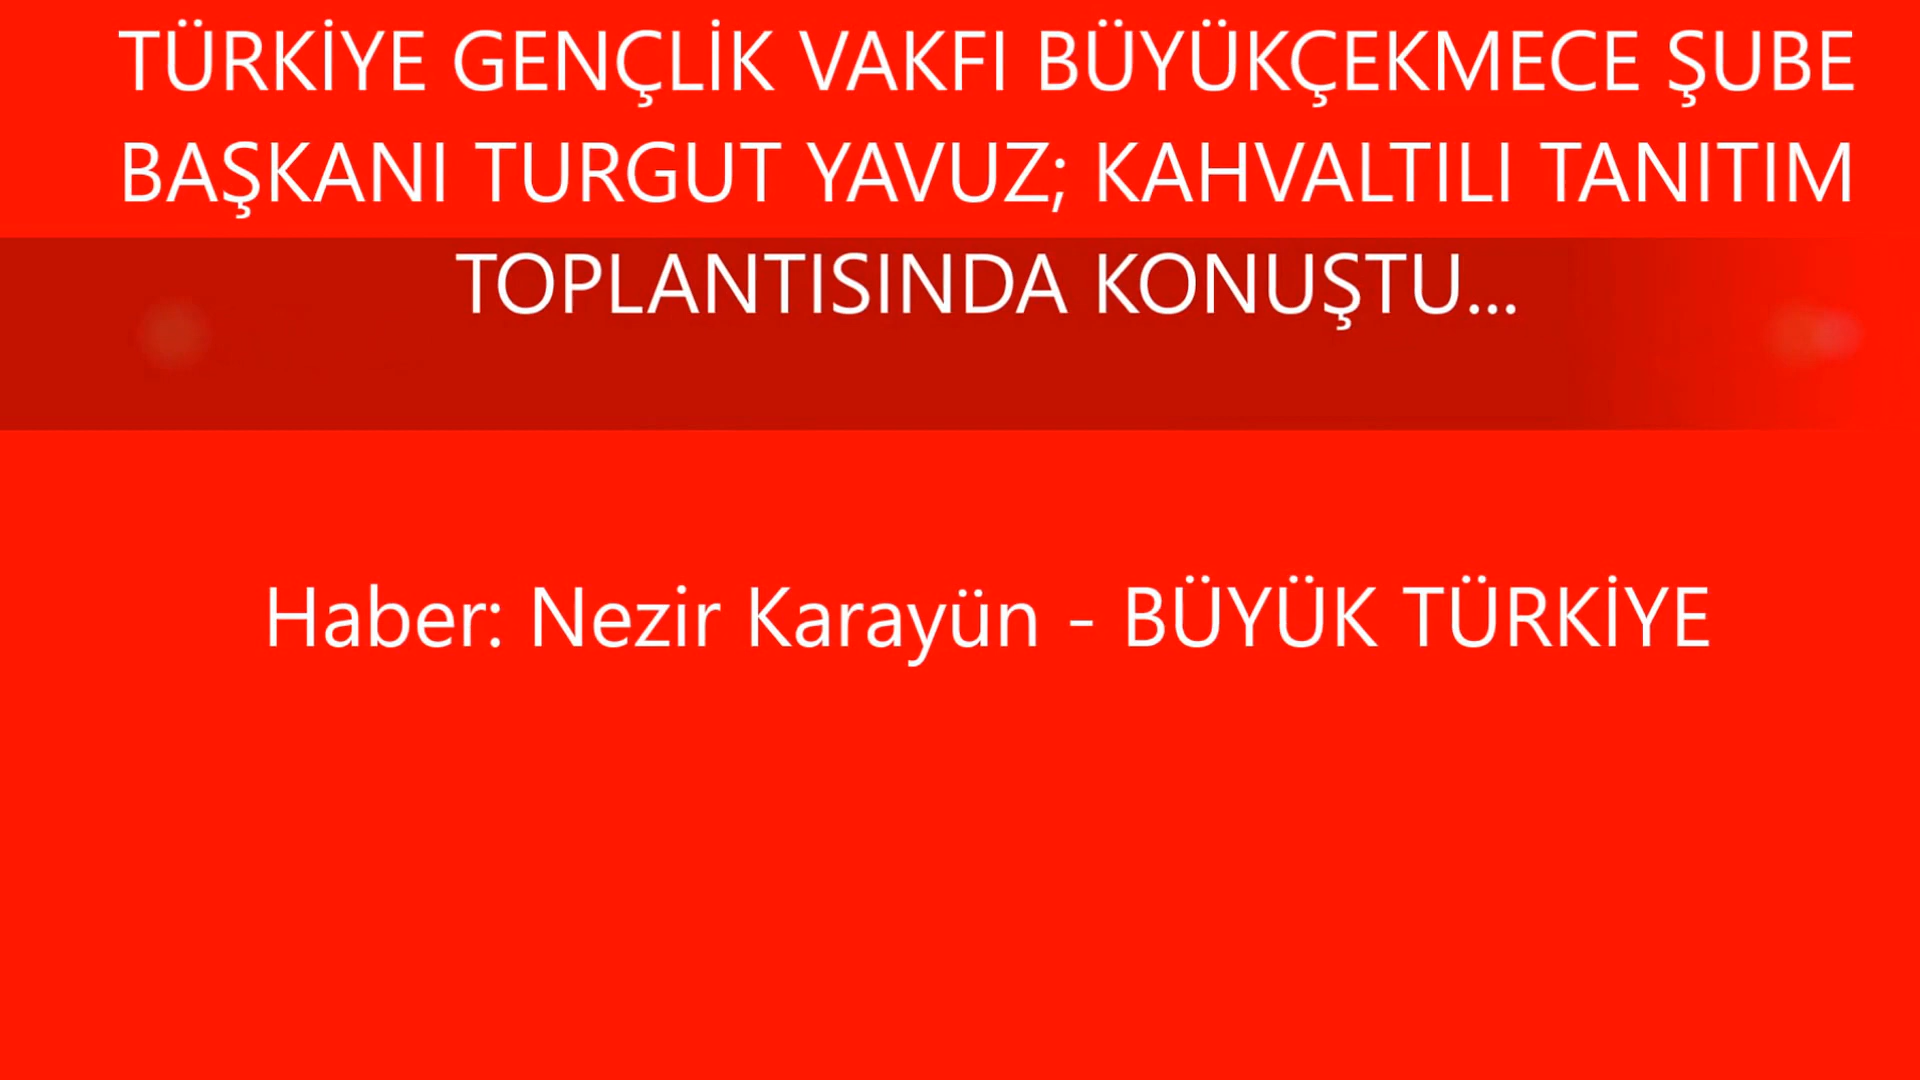 TÜRKİYE GENÇLİK VAKFI BÜYÜKÇEKMECE ŞUBE
BAŞKANI TURGUT YAVUZ; KAHVALTILI TANITIM
TOPLANTISINDA KONUŞTU...
Haber: Nezir Karayün - BÜYÜK TÜRKİYE